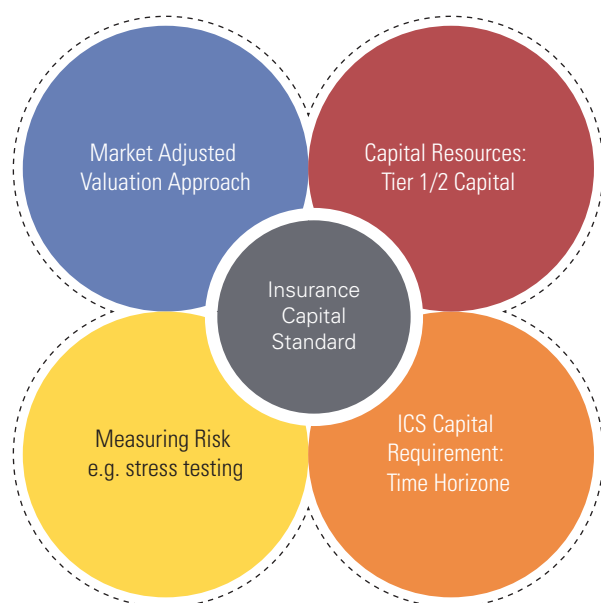 Market Adjusted
Valuation Approach
Capital Resources:
Tier 1/2 Capital
Insurance
Capital
Standard
Measuring Risk
e.g. stress testing
ICS Capital
Requirement:
Time Horizone